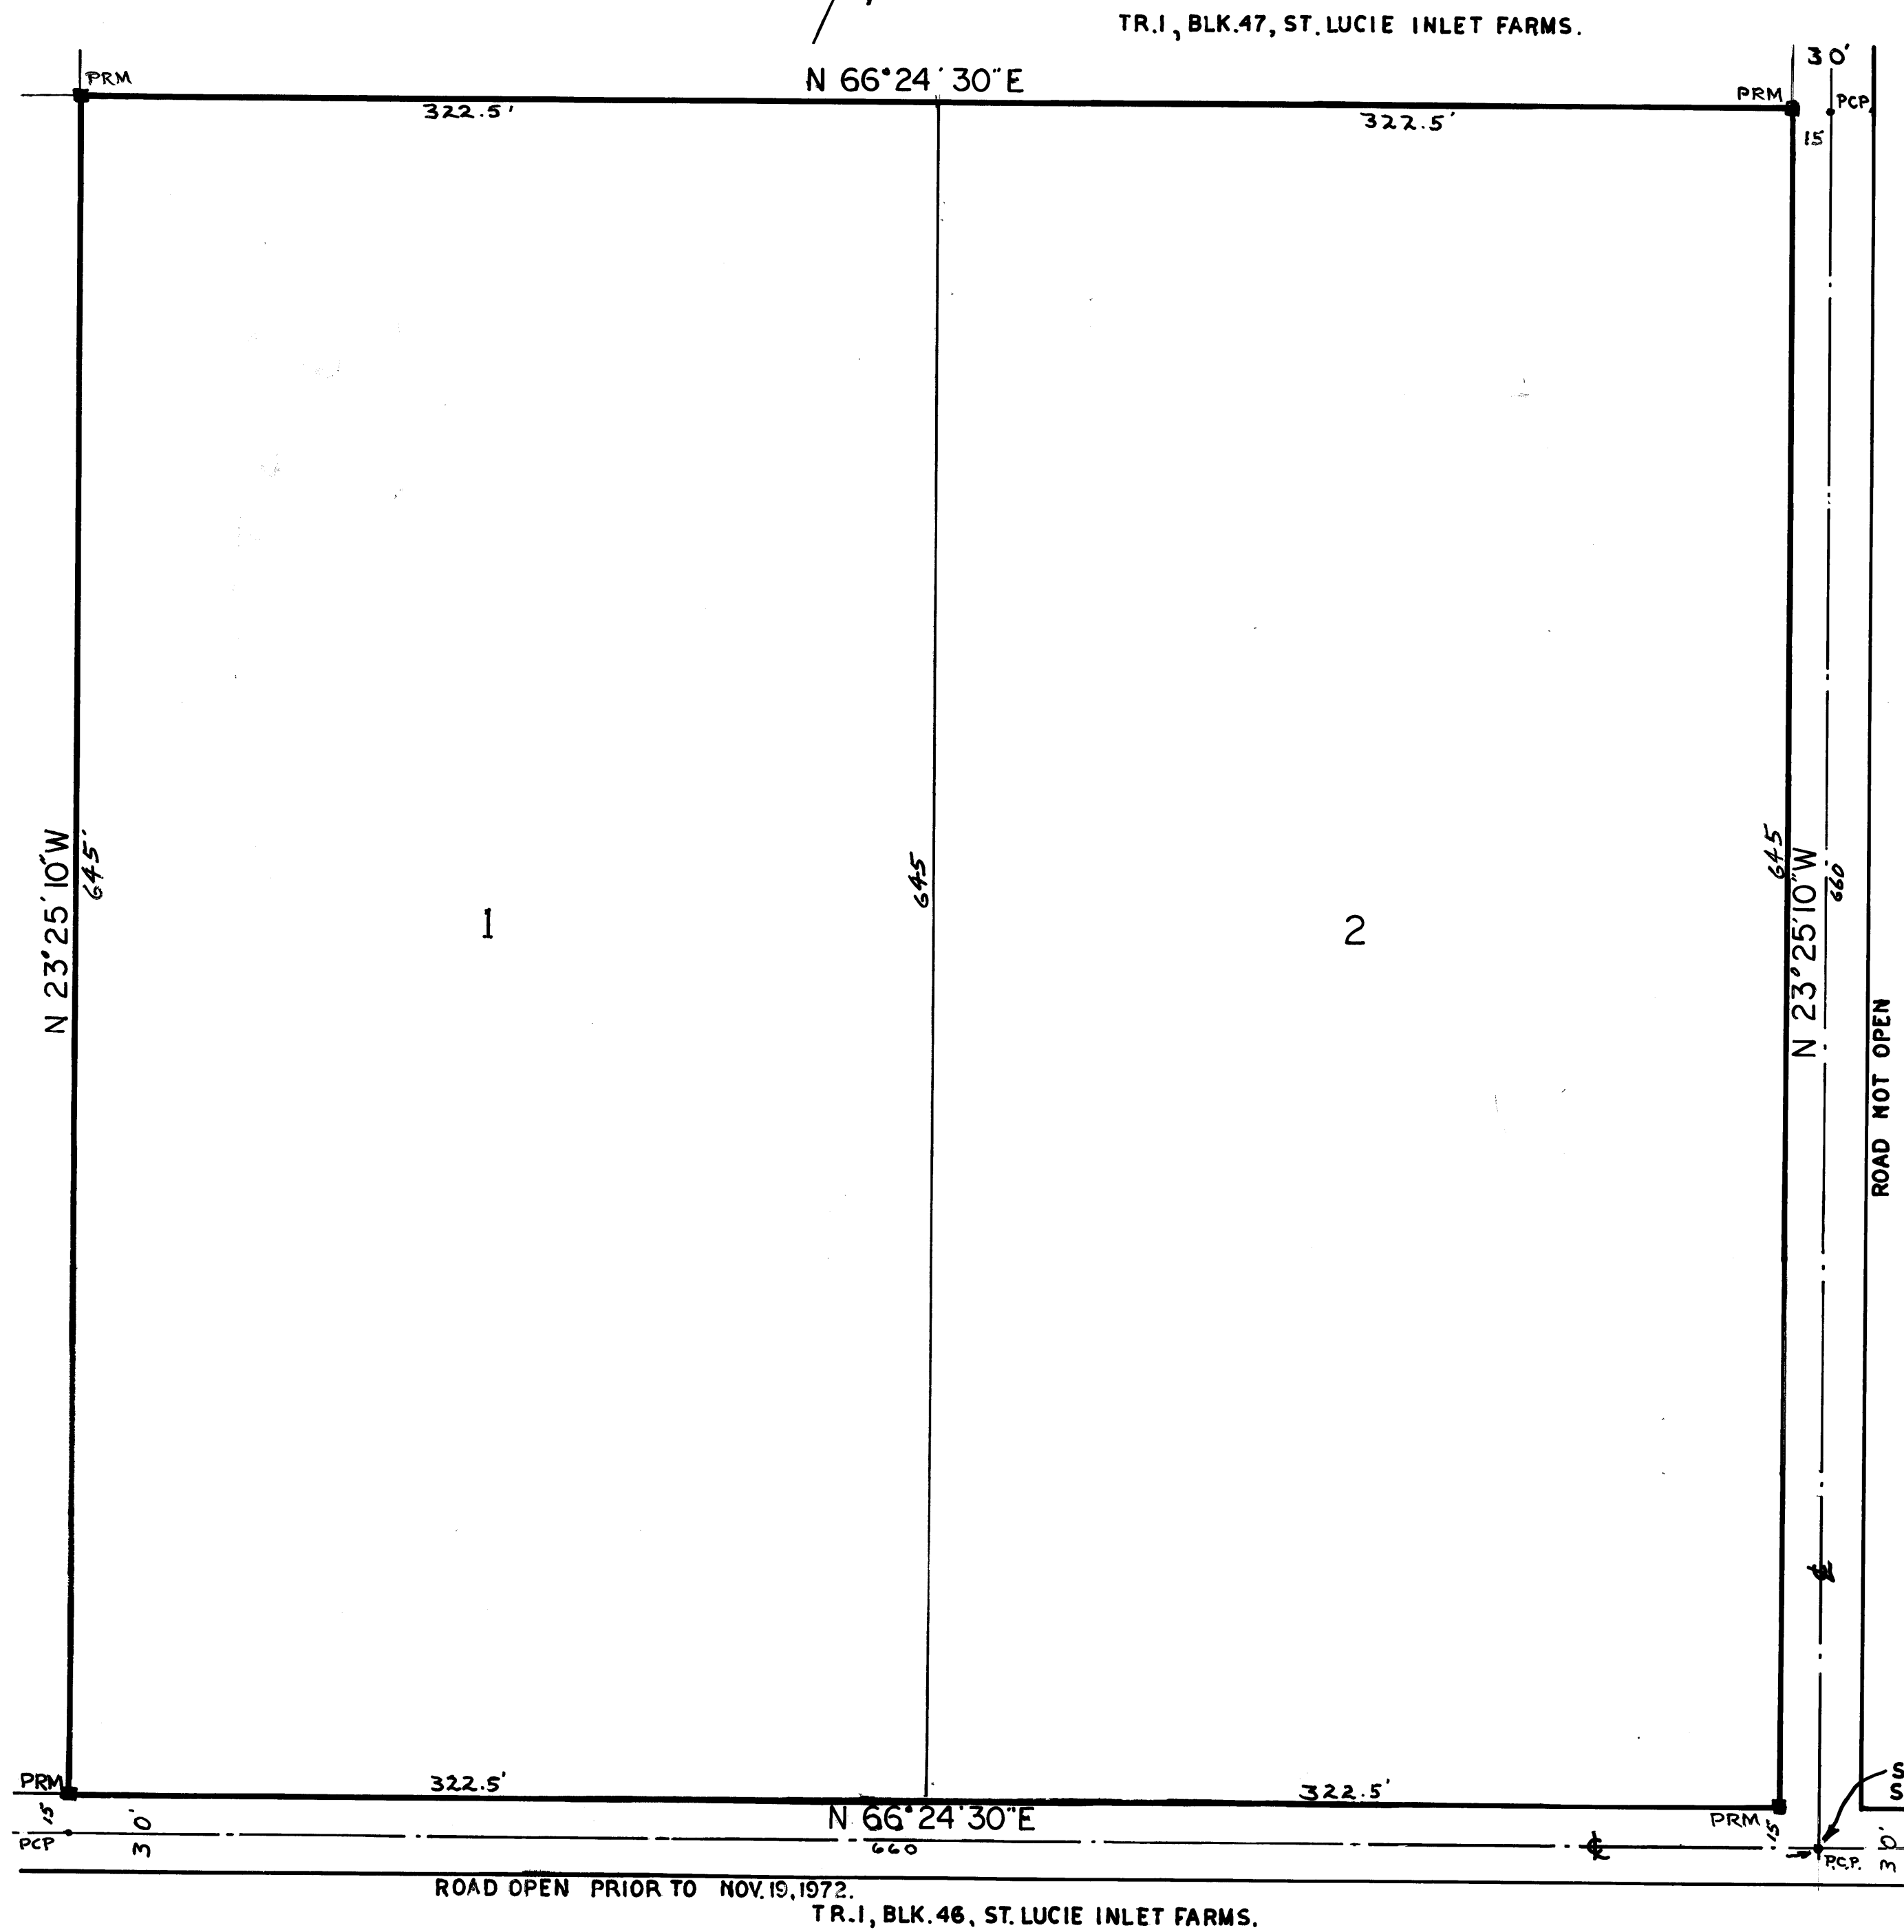 TR.1, BLK.47, ST. LUCIE INLET FARMS.
30'
PRM
N 66°24'30"E
PRM
PCP
322.5'
322.5'
15
N 23°25'10"W
645'
645
645
N 23°25'10"W
660
1
2
ROAD NOT OPEN
℄
S
S
PRM
322.5'
322.5'
N 66°24'30"E
PRM
15
15
PCP
30'
660
℄
P.C.P.
30'
ROAD OPEN PRIOR TO NOV. 19, 1972.
TR.1, BLK. 46, ST. LUCIE INLET FARMS.